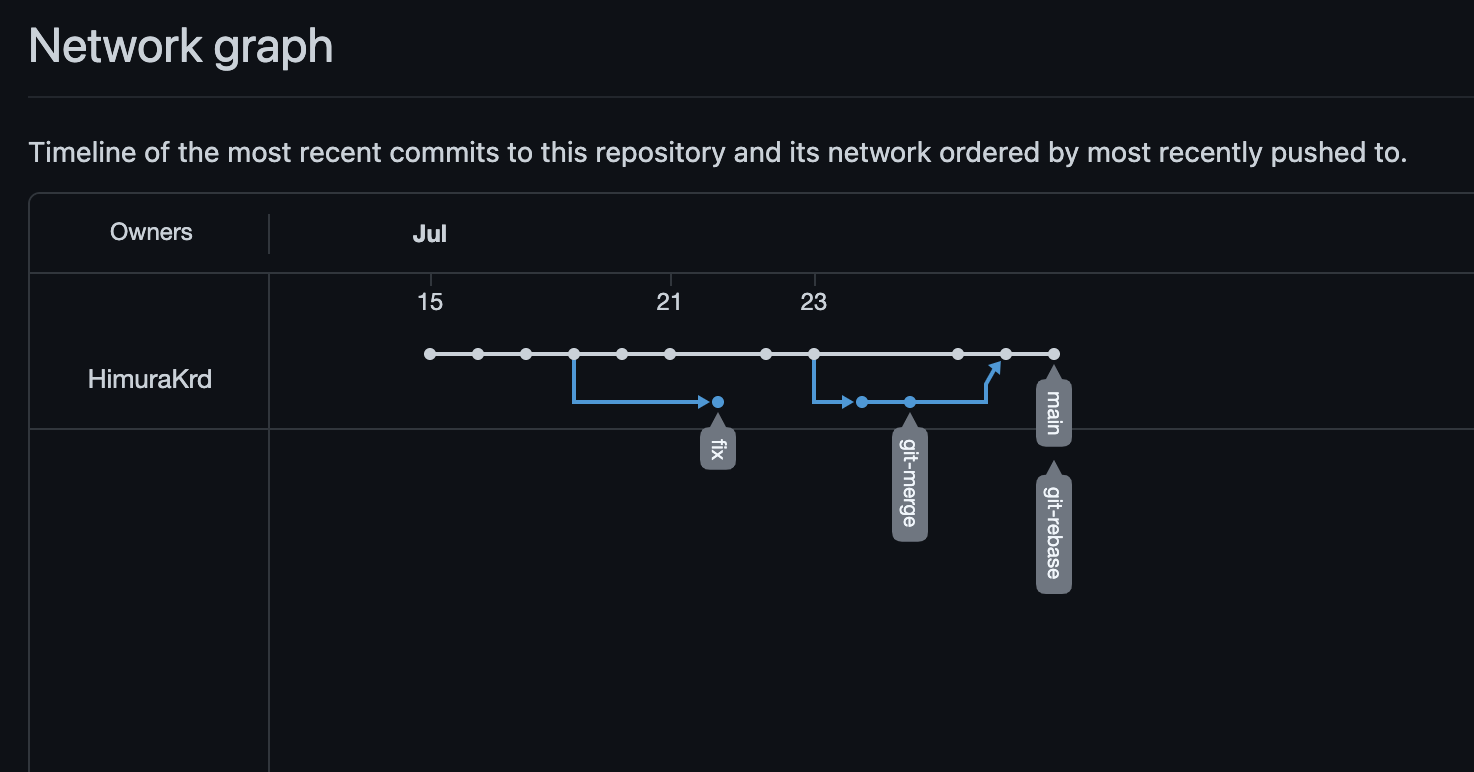 Network graph
Timeline of the most recent commits to this repository and its network ordered by most recently pushed to.
Owners
Jul
15
21
23
HimuraKrd
fix
git-merge
main
git-rebase